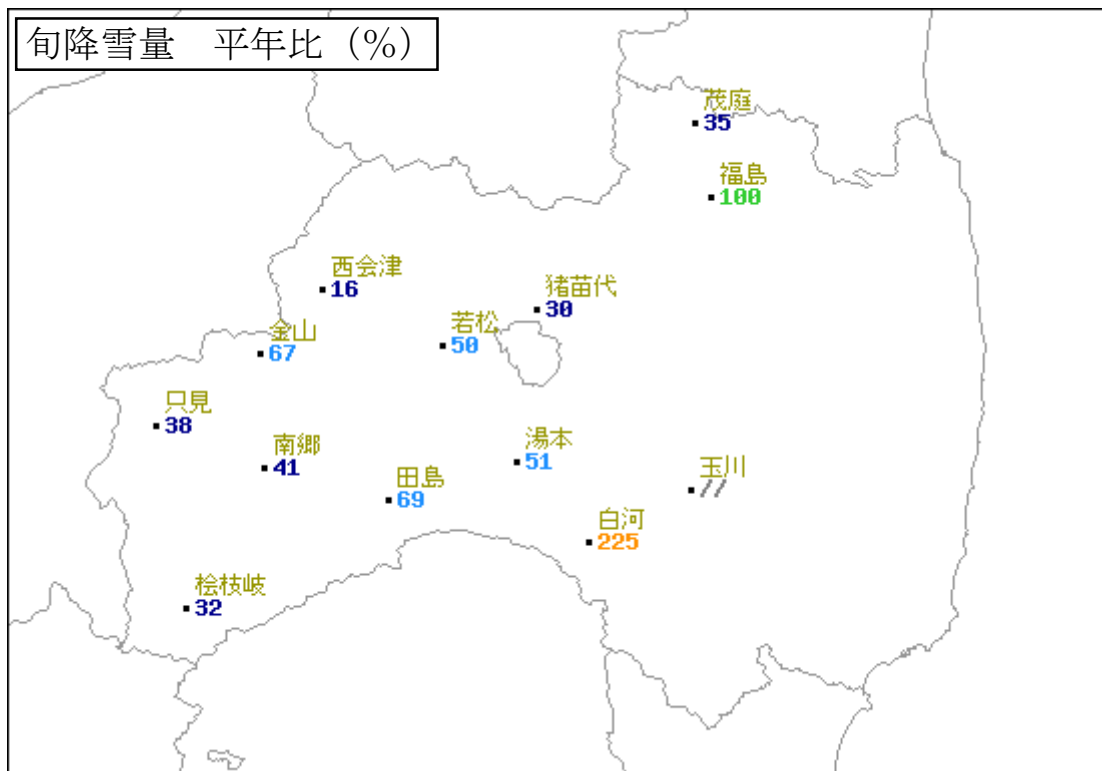 旬降雪量　平年比（％）
茂庭
35
福島
100
西会津
16
猪苗代
30
金山
67
若松
50
只見
38
南郷
41
湯本
51
田島
69
玉川
//
白河
225
桧枝岐
32